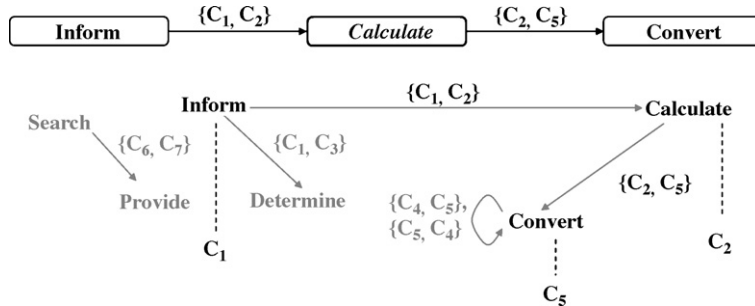 {C₁, C₂} {C₂, C₅}
Inform Calculate Convert
{C₁, C₂}
Inform Calculate
Search
{C₆, C₇} {C₁, C₃}
{C₂, C₅}
Provide Determine
{C₄, C₅},
{C₅, C₄}
Convert
C₁ C₂
C₅